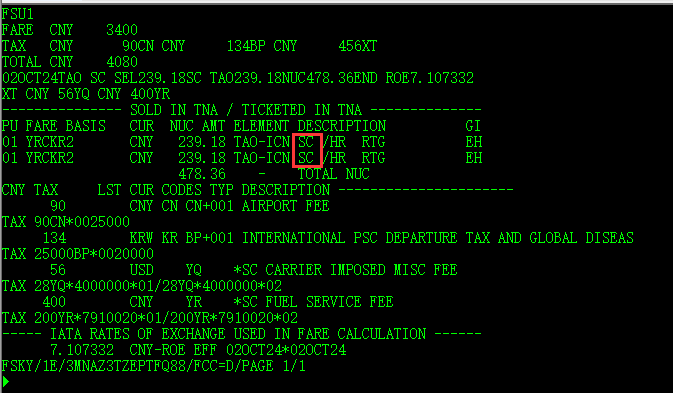 FSU1
FARE CNY 3400
TAX CNY 90CN CNY 134BP CNY 456XT
TOTAL CNY 4080
02OCT24TAO SC SEL239.18SC TAO239.18NUC478.36END ROE7.107332
XT CNY 56YQ CNY 400YR
--------------- SOLD IN TNA / TICKETED IN TNA --------------
PU FARE BASIS CUR NUC AMT ELEMENT DESCRIPTION GI
01 YRCKR2 CNY 239.18 TAO-ICN SC /HR RTG EH
01 YRCKR2 CNY 239.18 TAO-ICN SC /HR RTG EH
478.36 - TOTAL NUC
CNY TAX LST CUR CODES TYP DESCRIPTION ----------------------
90 CNY CN CN+001 AIRPORT FEE
TAX 90CN*0025000
134 KRW KR BP+001 INTERNATIONAL PSC DEPARTURE TAX AND GLOBAL DISEAS
TAX 25000BP*0020000
56 USD YQ *SC CARRIER IMPOSED MISC FEE
TAX 28YQ*4000000*01/28YQ*4000000*02
400 CNY YR *SC FUEL SERVICE FEE
TAX 200YR*7910020*01/200YR*7910020*02
----- IATA RATES OF EXCHANGE USED IN FARE CALCULATION ------
7.107332 CNY-ROE EFF 02OCT24*02OCT24
FSKY/1E/3MNAZ3TZEPTFQ88/FCC=D/PAGE 1/1